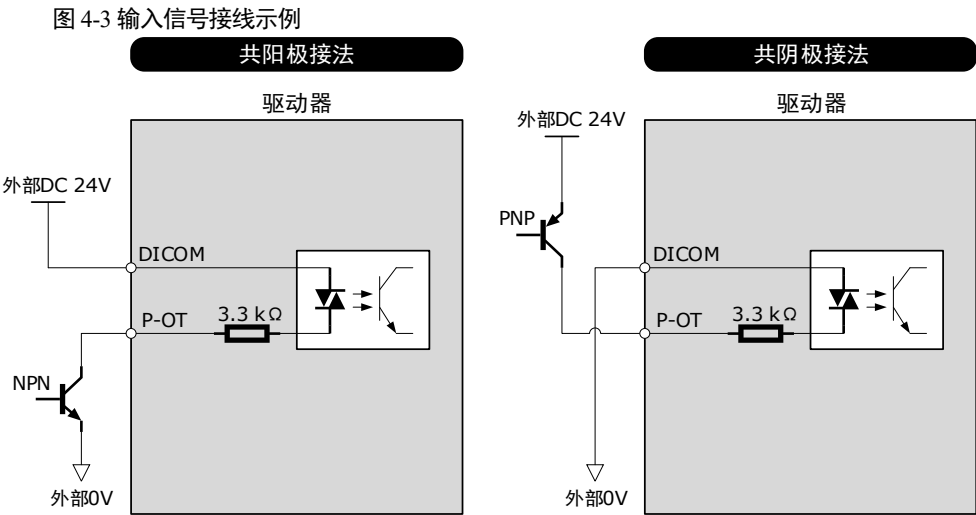 图 4-3 输入信号接线示例
共阳极接法
驱动器
外部DC 24V
DICOM
P-OT
3.3 kΩ
NPN
外部0V
共阴极接法
驱动器
外部DC 24V
PNP
DICOM
P-OT
3.3 kΩ
外部0V